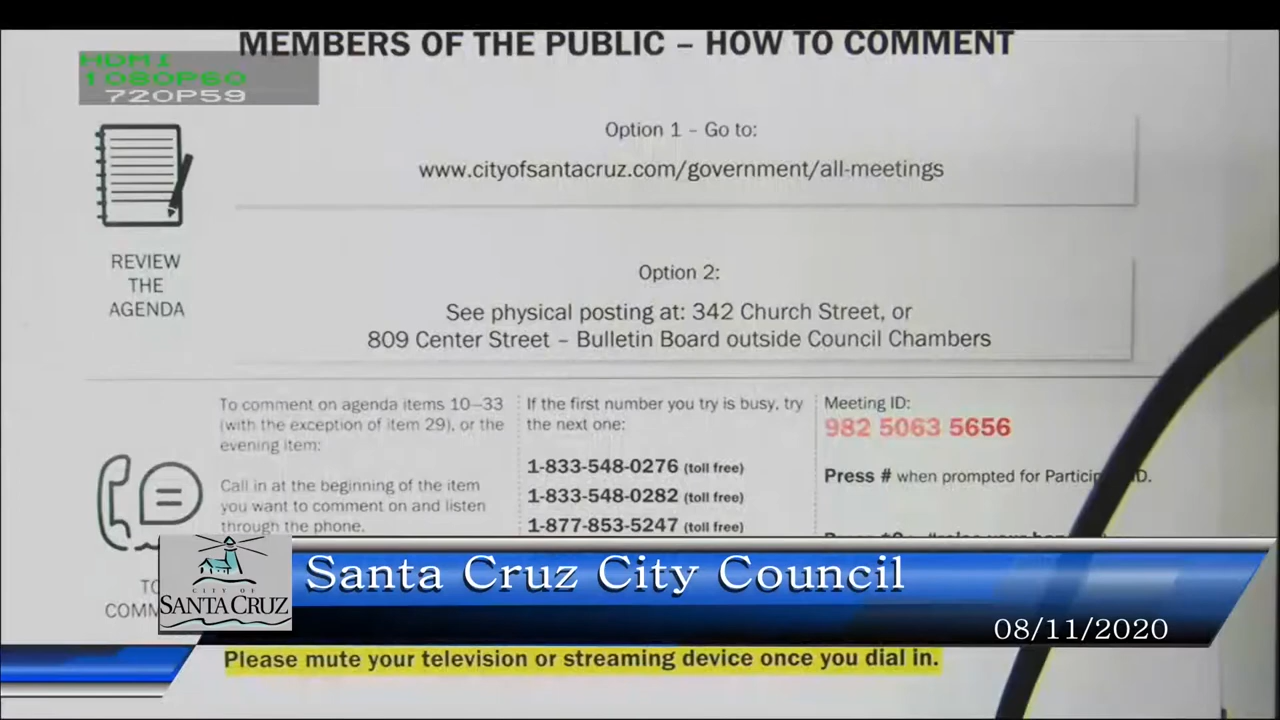 MEMBERS OF THE PUBLIC – HOW TO COMMENT
HDMI
1080P60
720P59
Option 1 – Go to:
www.cityofsantacruz.com/government/all-meetings
REVIEW
THE
AGENDA
Option 2:
See physical posting at: 342 Church Street, or
809 Center Street – Bulletin Board outside Council Chambers
To comment on agenda items 10–33
(with the exception of item 29), or the
evening item:
Call in at the beginning of the item
you want to comment on and listen
through the phone.
If the first number you try is busy, try
the next one:
1-833-548-0276 (toll free)
1-833-548-0282 (toll free)
1-877-853-5247 (toll free)
Meeting ID:
982 5063 5656
Press # when prompted for
Santa Cruz City Council
CITY OF
SANTA CRUZ
08/11/2020
Please mute your television or streaming device once you dial in.